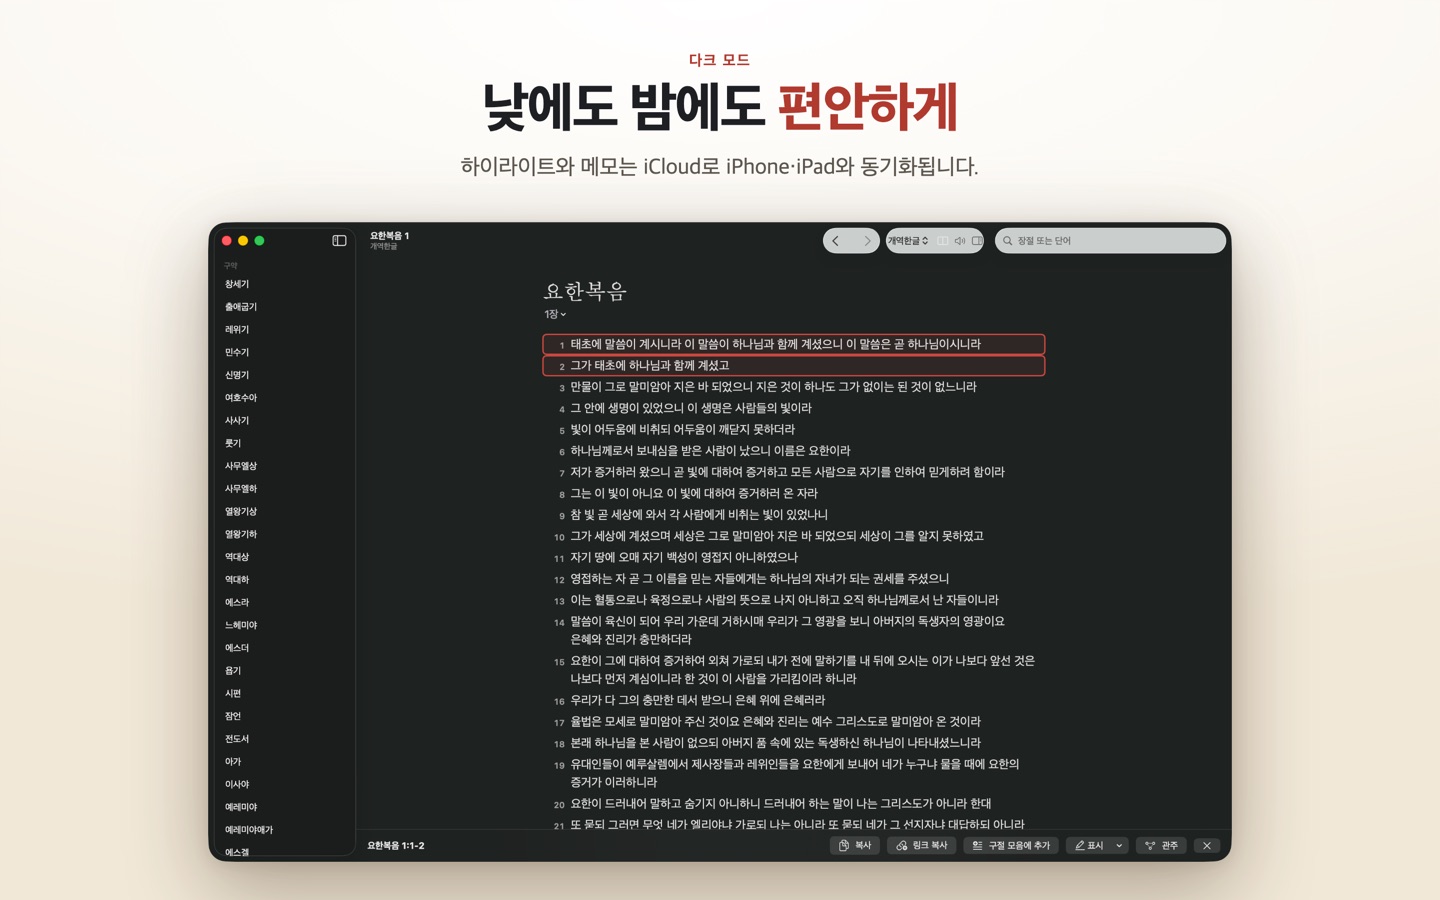 다크 모드
낮에도 밤에도 편안하게
하이라이트와 메모는 iCloud로 iPhone·iPad와 동기화됩니다.
구약
창세기
출애굽기
레위기
민수기
신명기
여호수아
사사기
룻기
사무엘상
사무엘하
열왕기상
열왕기하
역대상
역대하
에스라
느헤미야
에스더
욥기
시편
잠언
전도서
아가
이사야
예레미야
예레미야애가
에스겔
요한복음 1
개역한글
개역한글
장절 또는 단어
요한복음
1장
1 태초에 말씀이 계시니라 이 말씀이 하나님과 함께 계셨으니 이 말씀은 곧 하나님이시니라
2 그가 태초에 하나님과 함께 계셨고
3 만물이 그로 말미암아 지은 바 되었으니 지은 것이 하나도 그가 없이는 된 것이 없느니라
4 그 안에 생명이 있었으니 이 생명은 사람들의 빛이라
5 빛이 어두움에 비취되 어두움이 깨닫지 못하더라
6 하나님께로서 보내심을 받은 사람이 났으니 이름은 요한이라
7 저가 증거하러 왔으니 곧 빛에 대하여 증거하고 모든 사람으로 자기를 인하여 믿게하려 함이라
8 그는 이 빛이 아니요 이 빛에 대하여 증거하러 온 자라
9 참 빛 곧 세상에 와서 각 사람에게 비취는 빛이 있었나니
10 그가 세상에 계셨으며 세상은 그로 말미암아 지은 바 되었으되 세상이 그를 알지 못하였고
11 자기 땅에 오매 자기 백성이 영접지 아니하였으나
12 영접하는 자 곧 그 이름을 믿는 자들에게는 하나님의 자녀가 되는 권세를 주셨으니
13 이는 혈통으로나 육정으로나 사람의 뜻으로 나지 아니하고 오직 하나님께로서 난 자들이니라
14 말씀이 육신이 되어 우리 가운데 거하시매 우리가 그 영광을 보니 아버지의 독생자의 영광이요
은혜와 진리가 충만하더라
15 요한이 그에 대하여 증거하여 외쳐 가로되 내가 전에 말하기를 내 뒤에 오시는 이가 나보다 앞선 것은
나보다 먼저 계심이니라 한 것이 이 사람을 가리킴이라 하니라
16 우리가 다 그의 충만한 데서 받으니 은혜 위에 은혜러라
17 율법은 모세로 말미암아 주신 것이요 은혜와 진리는 예수 그리스도로 말미암아 온 것이라
18 본래 하나님을 본 사람이 없으되 아버지 품 속에 있는 독생하신 하나님이 나타내셨느니라
19 유대인들이 예루살렘에서 제사장들과 레위인들을 요한에게 보내어 네가 누구냐 물을 때에 요한의
증거가 이러하니라
20 요한이 드러내어 말하고 숨기지 아니하니 드러내어 하는 말이 나는 그리스도가 아니라 한대
21 또 묻되 그러면 무엇 네가 엘리야냐 가로되 나는 아니라 또 묻되 네가 그 선지자냐 대답하되 아니라
요한복음 1:1-2
복사
링크 복사
구절 모음에 추가
표시
관주